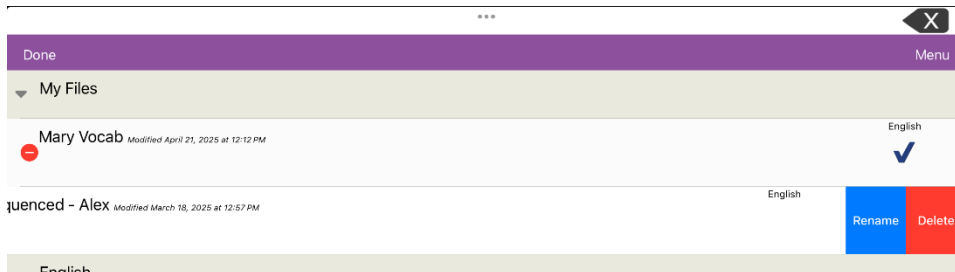 X
Done Menu
My Files
Mary Vocab Modified April 21, 2025 at 12:12 PM English
quenced - Alex Modified March 18, 2025 at 12:57 PM English Rename Delete
English